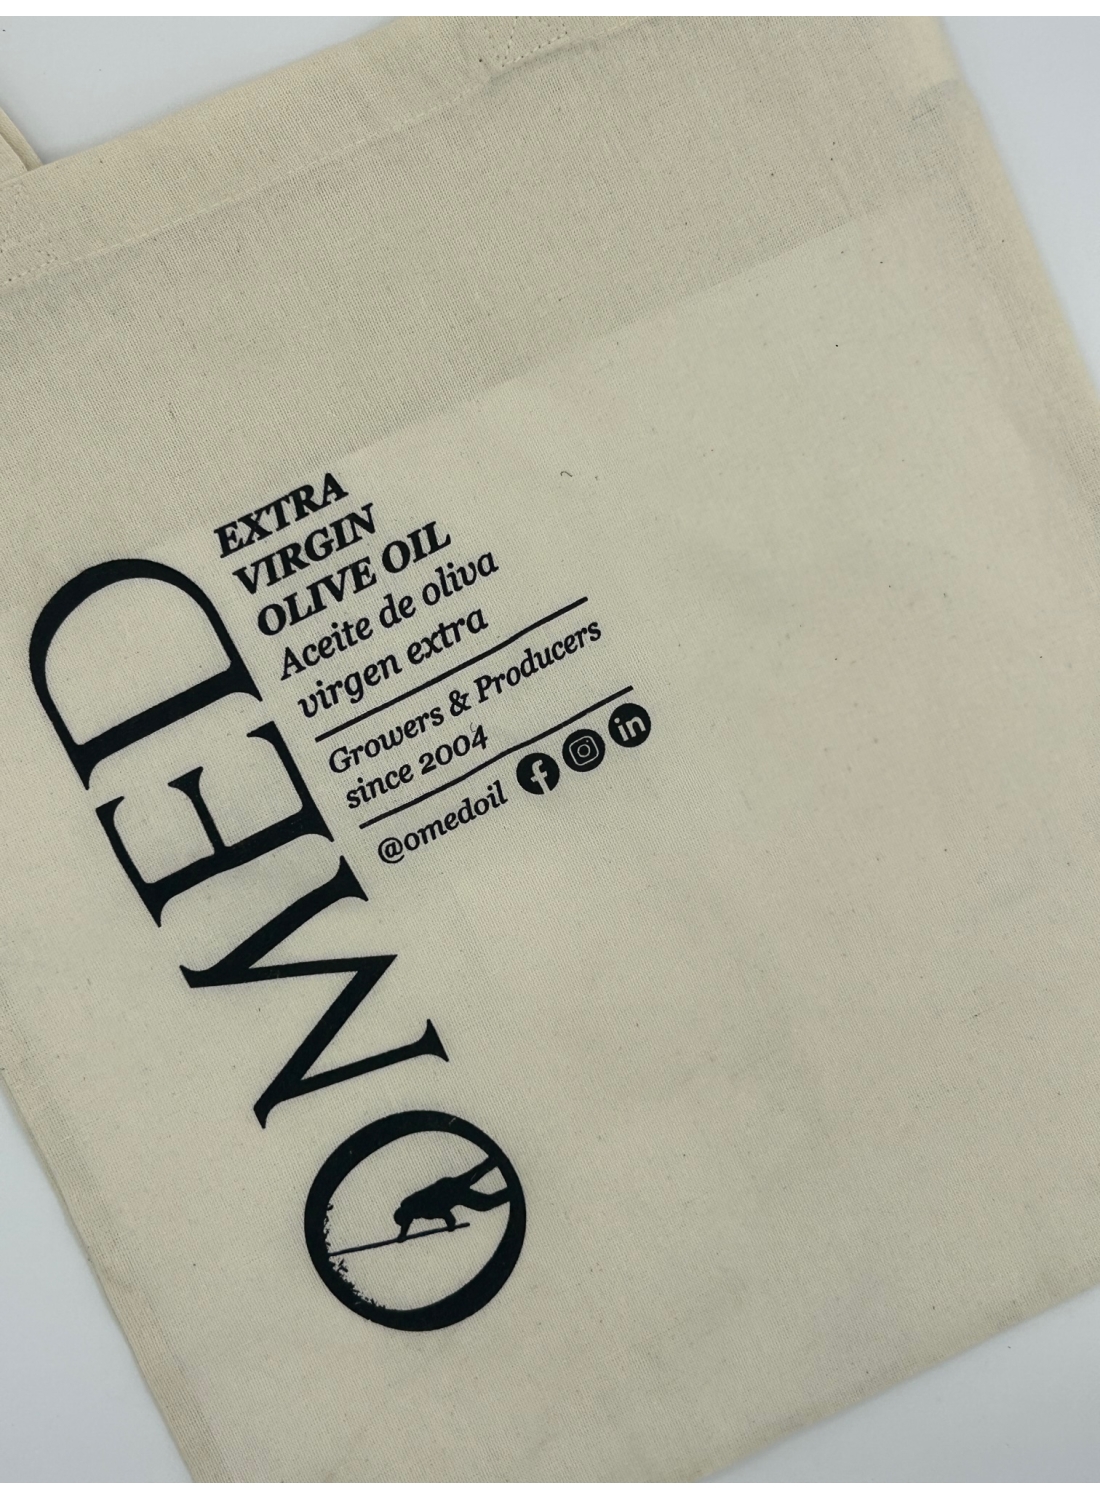 OMED
EXTRA
VIRGIN
OLIVE OIL
Aceite de oliva
virgen extra
Growers & Producers
since 2004
@omedoil